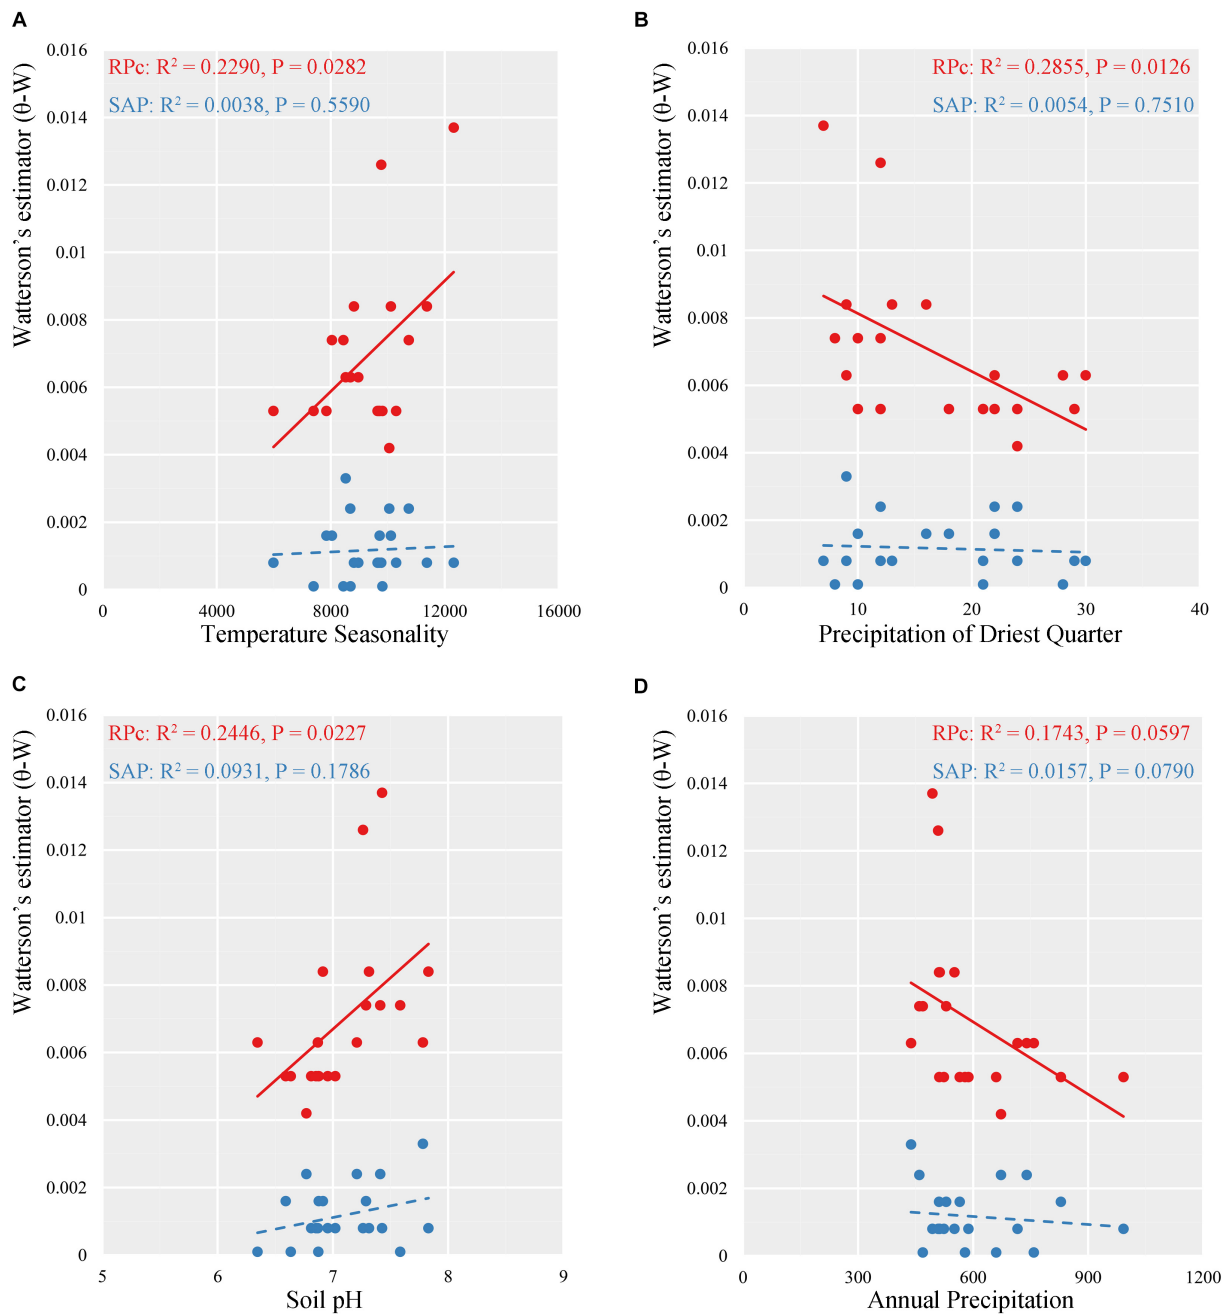 A
Watterson's estimator (θ-W)
0.016
0.014
0.012
0.01
0.008
0.006
0.004
0.002
0
RPc: R² = 0.2290, P = 0.0282
SAP: R² = 0.0038, P = 0.5590
0 4000 8000 12000 16000
Temperature Seasonality
B
Watterson's estimator (θ-W)
0.016
0.014
0.012
0.01
0.008
0.006
0.004
0.002
0
RPc: R² = 0.2855, P = 0.0126
SAP: R² = 0.0054, P = 0.7510
0 10 20 30 40
Precipitation of Driest Quarter
C
Watterson's estimator (θ-W)
0.016
0.014
0.012
0.01
0.008
0.006
0.004
0.002
0
RPc: R² = 0.2446, P = 0.0227
SAP: R² = 0.0931, P = 0.1786
5 6 7 8 9
Soil pH
D
Watterson's estimator (θ-W)
0.016
0.014
0.012
0.01
0.008
0.006
0.004
0.002
0
RPc: R² = 0.1743, P = 0.0597
SAP: R² = 0.0157, P = 0.0790
0 300 600 900 1200
Annual Precipitation